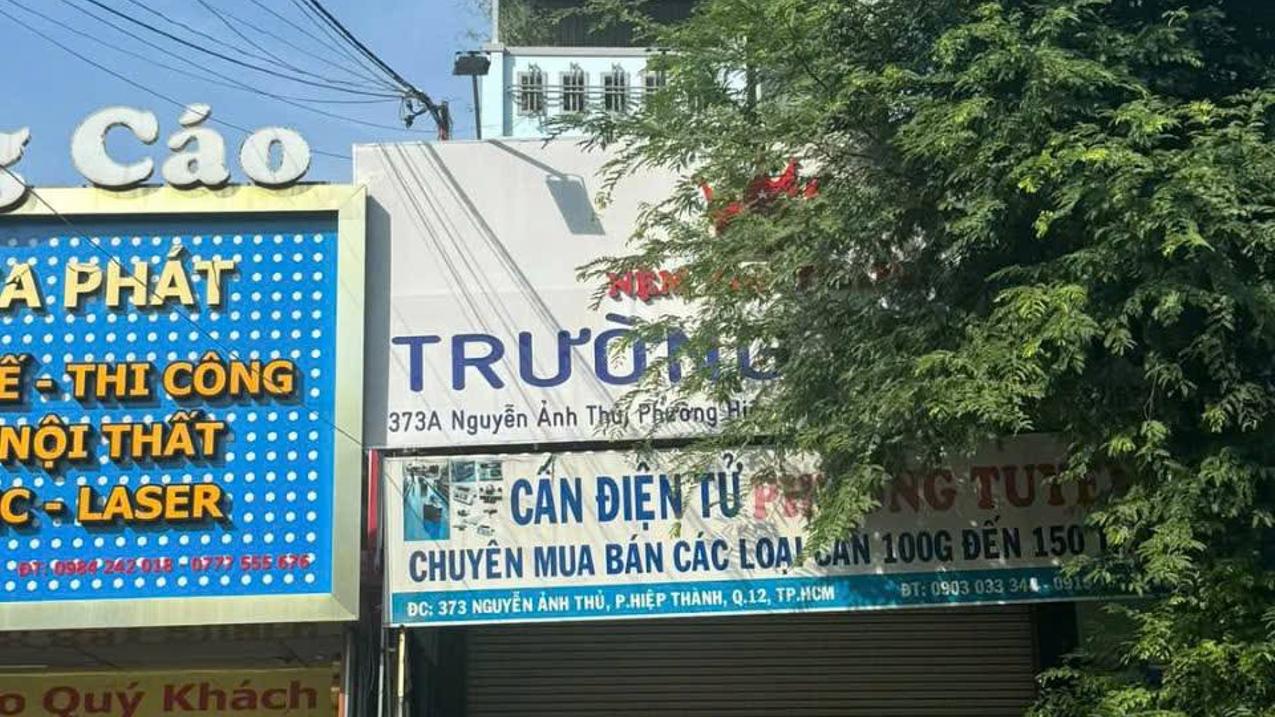 Cáo
A PHÁT
Ế - THI CÔNG
NỘI THẤT
C - LASER
ĐT: 0984 242 018 - 0777 555 676
o Quý Khách
NỆM
TRƯỜNG
373A Nguyễn Ảnh Thủ, Phường
CÂN ĐIỆN TỬ
CHUYÊN MUA BÁN CÁC LOẠI CÂN 100G ĐẾN 150
ĐC: 373 NGUYỄN ẢNH THỦ, P.HIỆP THÀNH, Q.12, TP.HCM
ĐT: 0903 033